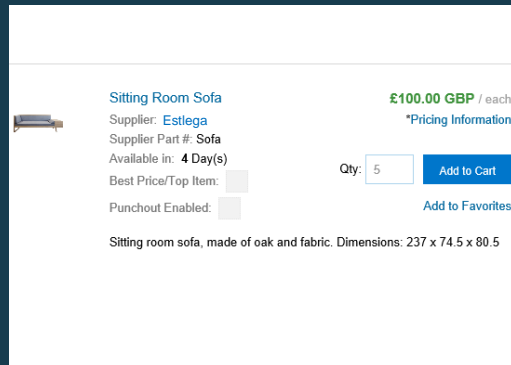 Sitting Room Sofa £100.00 GBP / each
Supplier: Estlega *Pricing Information
Supplier Part #: Sofa
Available in: 4 Day(s)
Qty: 5 Add to Cart
Best Price/Top Item:
Punchout Enabled: Add to Favorites
Sitting room sofa, made of oak and fabric. Dimensions: 237 x 74.5 x 80.5